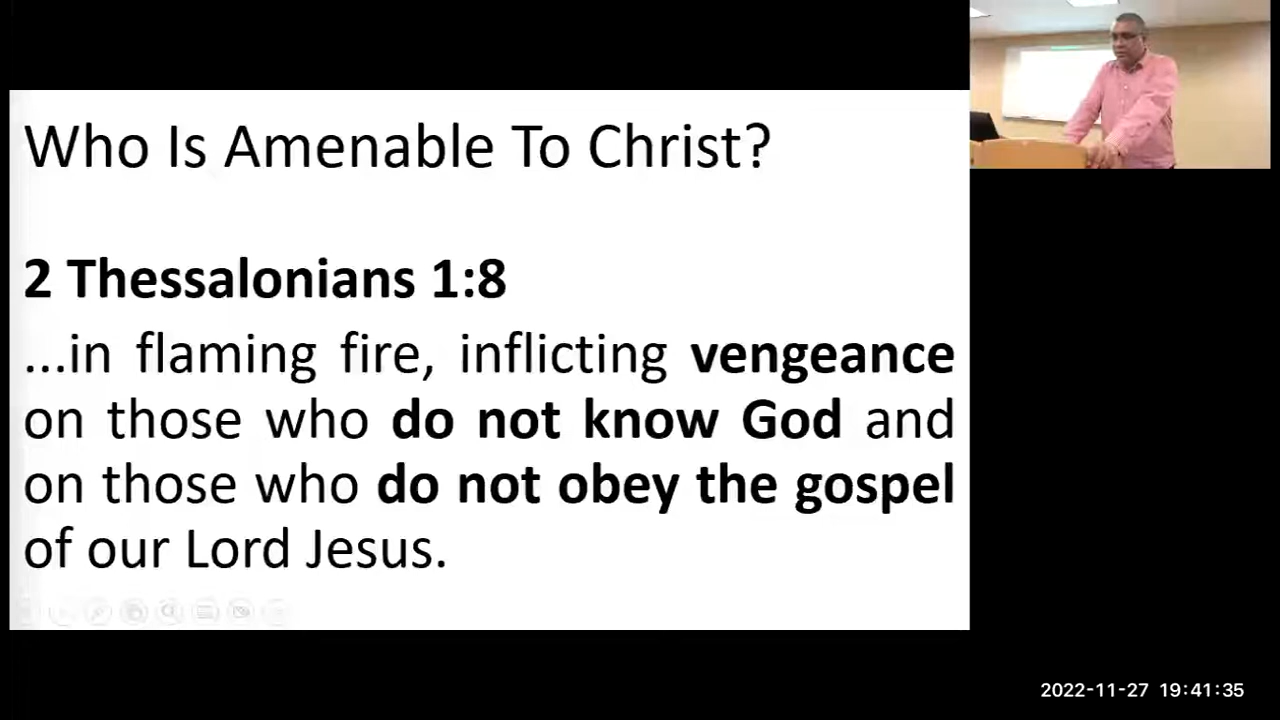 Who Is Amenable To Christ?
2 Thessalonians 1:8
...in flaming fire, inflicting vengeance
on those who do not know God and
on those who do not obey the gospel
of our Lord Jesus.
2022-11-27 19:41:35